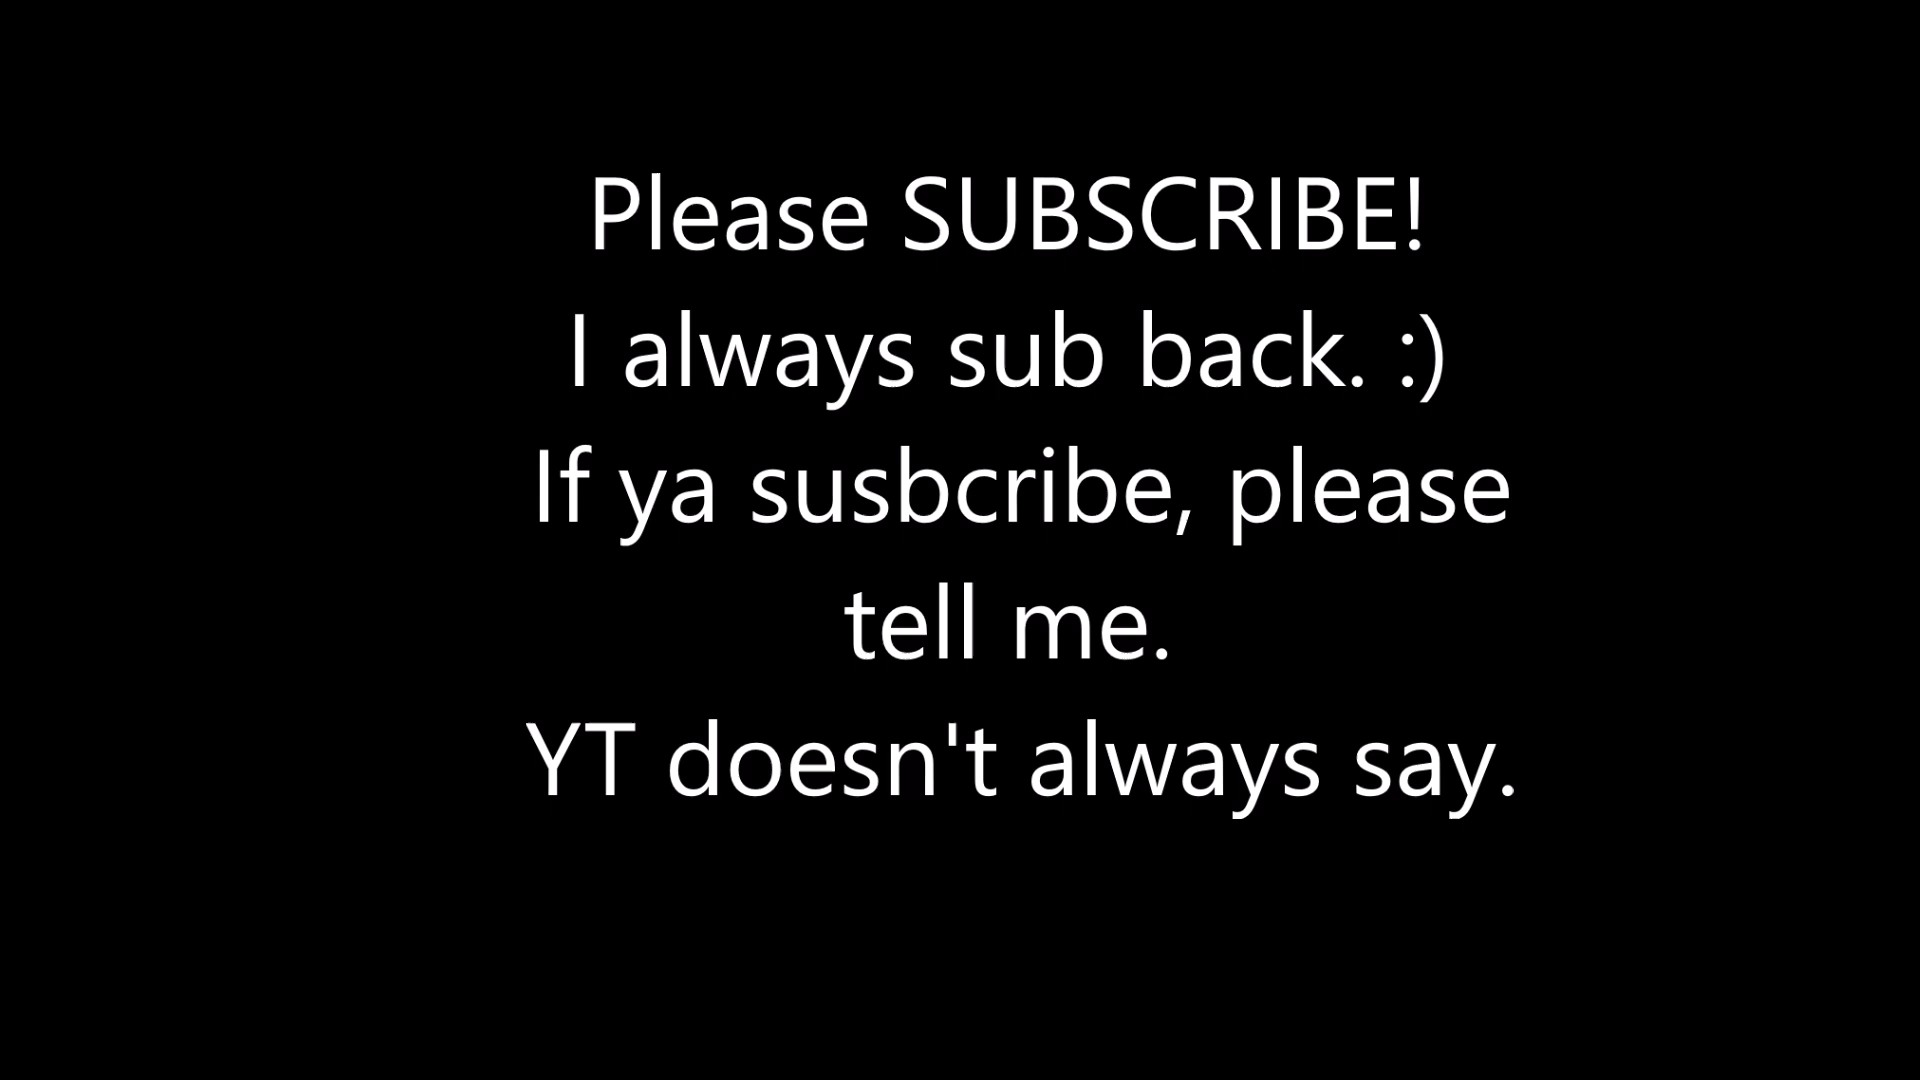 Please SUBSCRIBE!
I always sub back. :)
If ya susbcribe, please
tell me.
YT doesn't always say.